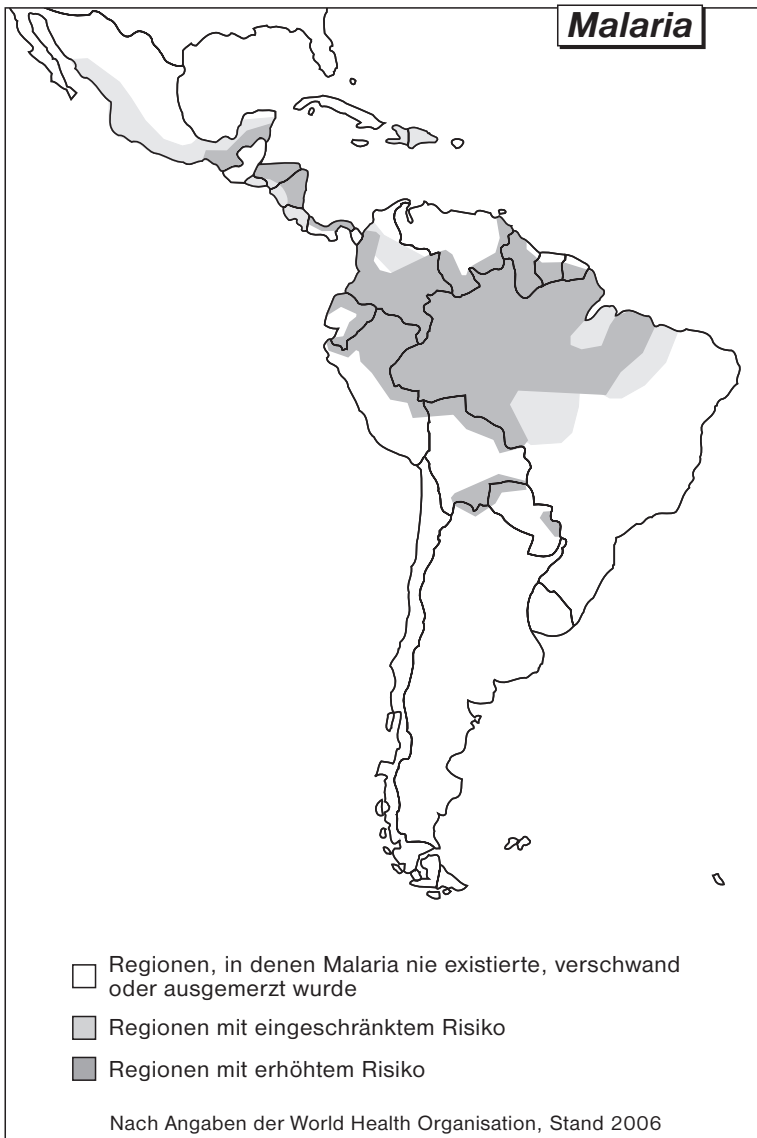 Malaria
Regionen, in denen Malaria nie existierte, verschwand
oder ausgemerzt wurde
Regionen mit eingeschränktem Risiko
Regionen mit erhöhtem Risiko
Nach Angaben der World Health Organisation, Stand 2006